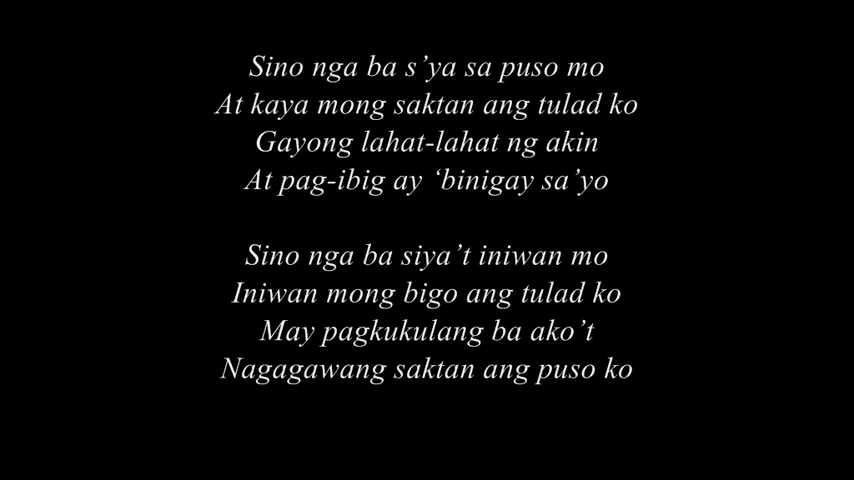 Sino nga ba s’ya sa puso mo
At kaya mong saktan ang tulad ko
Gayong lahat-lahat ng akin
At pag-ibig ay ‘binigay sa’yo
Sino nga ba siya’t iniwan mo
Iniwan mong bigo ang tulad ko
May pagkukulang ba ako’t
Nagagawang saktan ang puso ko